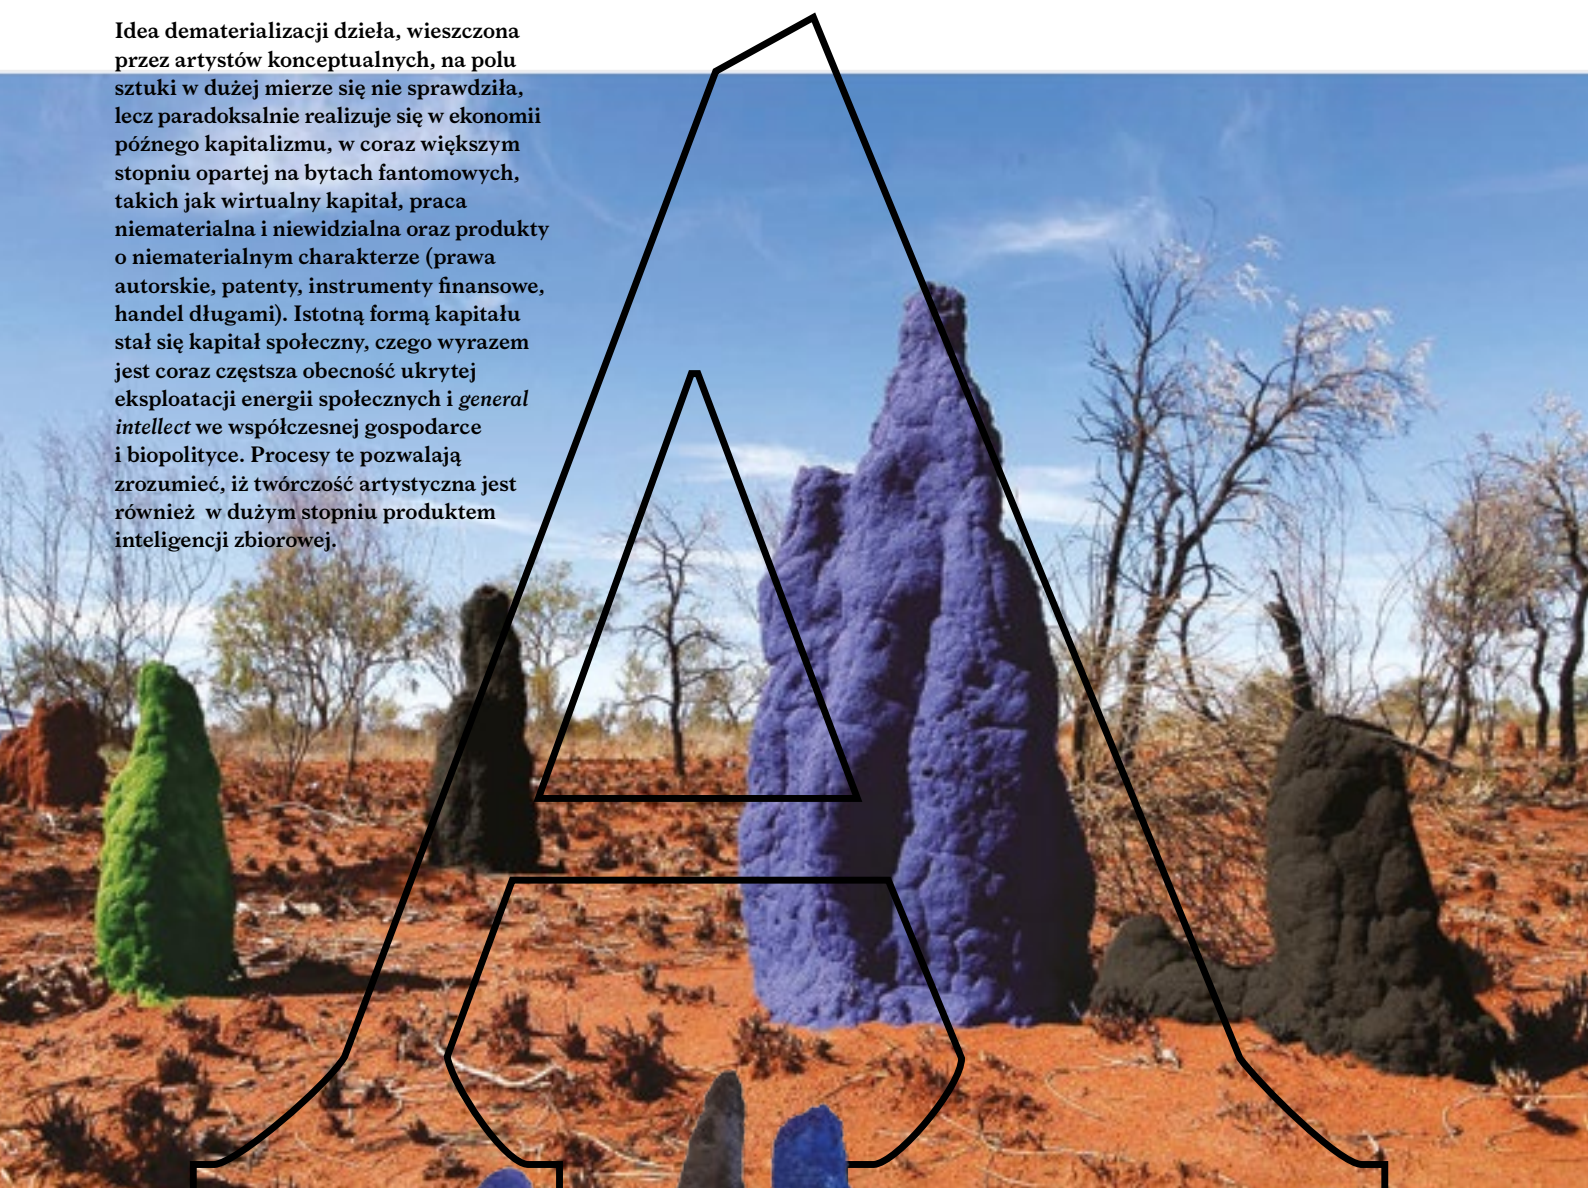 Idea dematerializacji dzieła, wieszczona
przez artystów konceptualnych, na polu
sztuki w dużej mierze się nie sprawdziła,
lecz paradoksalnie realizuje się w ekonomii
późnego kapitalizmu, w coraz większym
stopniu opartej na bytach fantomowych,
takich jak wirtualny kapitał, praca
niematerialna i niewidzialna oraz produkty
o niematerialnym charakterze (prawa
autorskie, patenty, instrumenty finansowe,
handel długami). Istotną formą kapitału
stał się kapitał społeczny, czego wyrazem
jest coraz częstsza obecność ukrytej
eksploatacji energii społecznych i general
intellect we współczesnej gospodarce
i biopolityce. Procesy te pozwalają
zrozumieć, iż twórczość artystyczna jest
również  w dużym stopniu produktem
inteligencji zbiorowej.
A